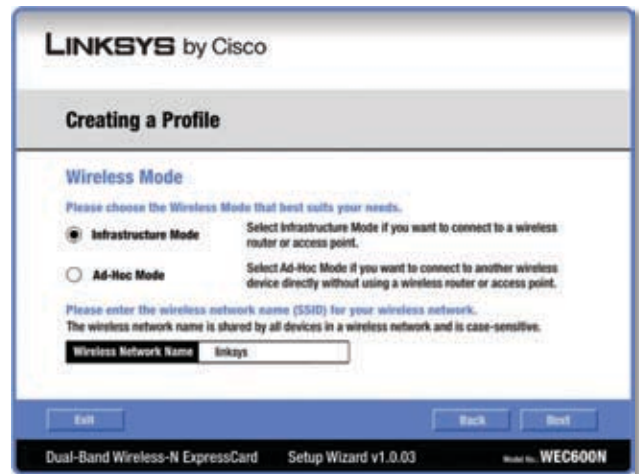 LINKSYS by Cisco
Creating a Profile
Wireless Mode
Please choose the Wireless Mode that best suits your needs.
Infrastructure Mode
Select Infrastructure Mode if you want to connect to a wireless
router or access point.
Ad-Hoc Mode
Select Ad-Hoc Mode if you want to connect to another wireless
device directly without using a wireless router or access point.
Please enter the wireless network name (SSID) for your wireless network.
The wireless network name is shared by all devices in a wireless network and is case-sensitive.
Wireless Network Name linksys
Exit Back Next
Dual-Band Wireless-N ExpressCard Setup Wizard v1.0.03 Model No. WEC600N